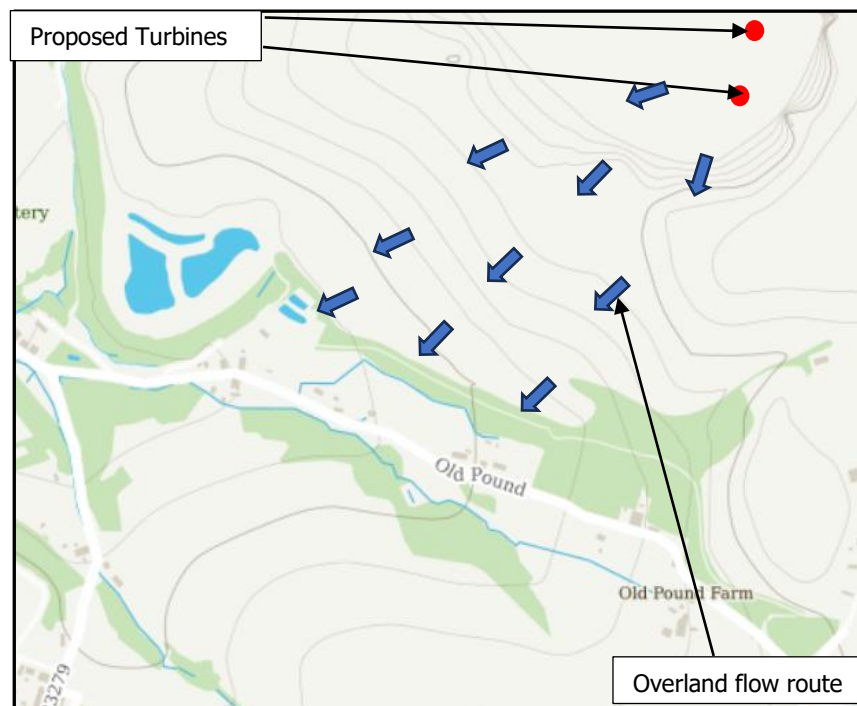 Proposed Turbines
tery
Old Pound
Old Pound Farm
3279
Overland flow route